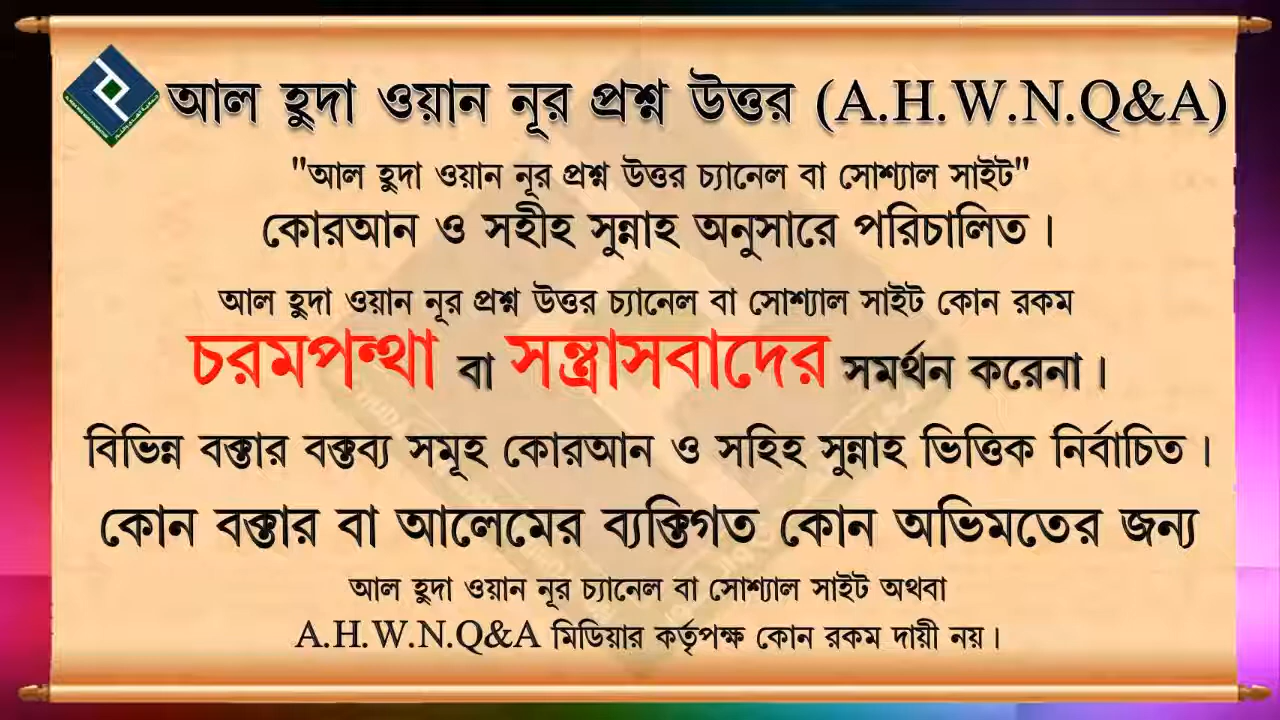 আল হুদা ওয়ান নূর প্রশ্ন উত্তর (A.H.W.N.Q&A)
"আল হুদা ওয়ান নূর প্রশ্ন উত্তর চ্যানেল বা সোশ্যাল সাইট"
কোরআন ও সহীহ সুন্নাহ অনুসারে পরিচালিত ।
আল হুদা ওয়ান নূর প্রশ্ন উত্তর চ্যানেল বা সোশ্যাল সাইট কোন রকম
চরমপন্থা বা সন্ত্রাসবাদের সমর্থন করেনা ।
বিভিন্ন বক্তার বক্তব্য সমূহ কোরআন ও সহিহ সুন্নাহ ভিত্তিক নির্বাচিত ।
কোন বক্তার বা আলেমের ব্যক্তিগত কোন অভিমতের জন্য
আল হুদা ওয়ান নূর চ্যানেল বা সোশ্যাল সাইট অথবা
A.H.W.N.Q&A মিডিয়ার কর্তৃপক্ষ কোন রকম দায়ী নয় ।